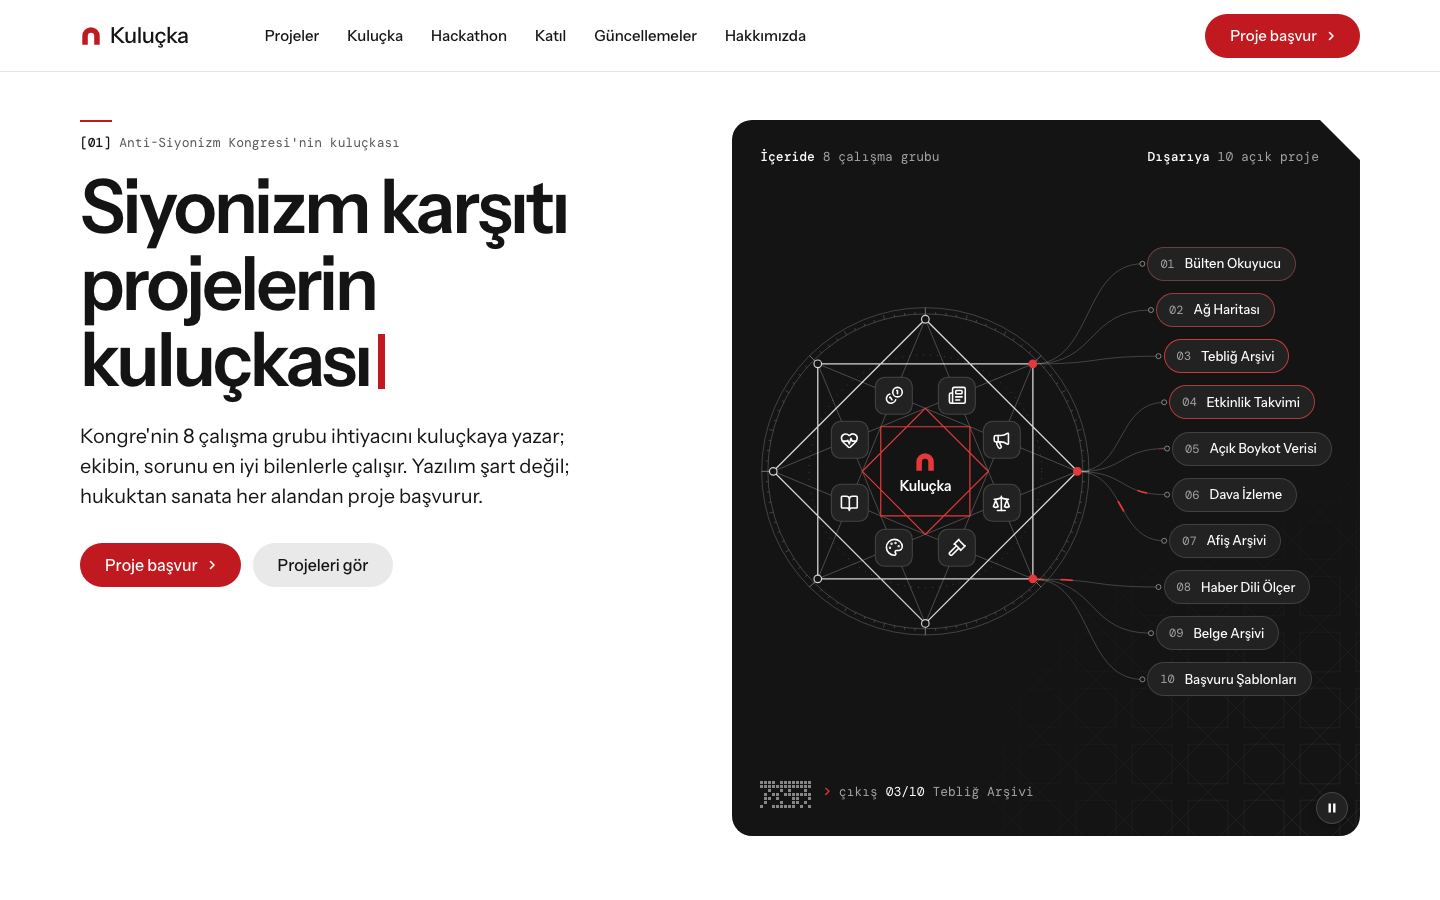 Kuluçka
Projeler
Kuluçka
Hackathon
Katıl
Güncellemeler
Hakkımızda
Proje başvur
[01] Anti-Siyonizm Kongresi'nin kuluçkası
Siyonizm karşıtı
projelerin
kuluçkası
Kongre'nin 8 çalışma grubu ihtiyacını kuluçkaya yazar;
ekibin, sorunu en iyi bilenlerle çalışır. Yazılım şart değil;
hukuktan sanata her alandan proje başvurur.
Proje başvur
Projeleri gör
İçeride 8 çalışma grubu
Dışarıya 10 açık proje
Kuluçka
01 Bülten Okuyucu
02 Ağ Haritası
03 Tebliğ Arşivi
04 Etkinlik Takvimi
05 Açık Boykot Verisi
06 Dava İzleme
07 Afiş Arşivi
08 Haber Dili Ölçer
09 Belge Arşivi
10 Başvuru Şablonları
çıkış 03/10 Tebliğ Arşivi